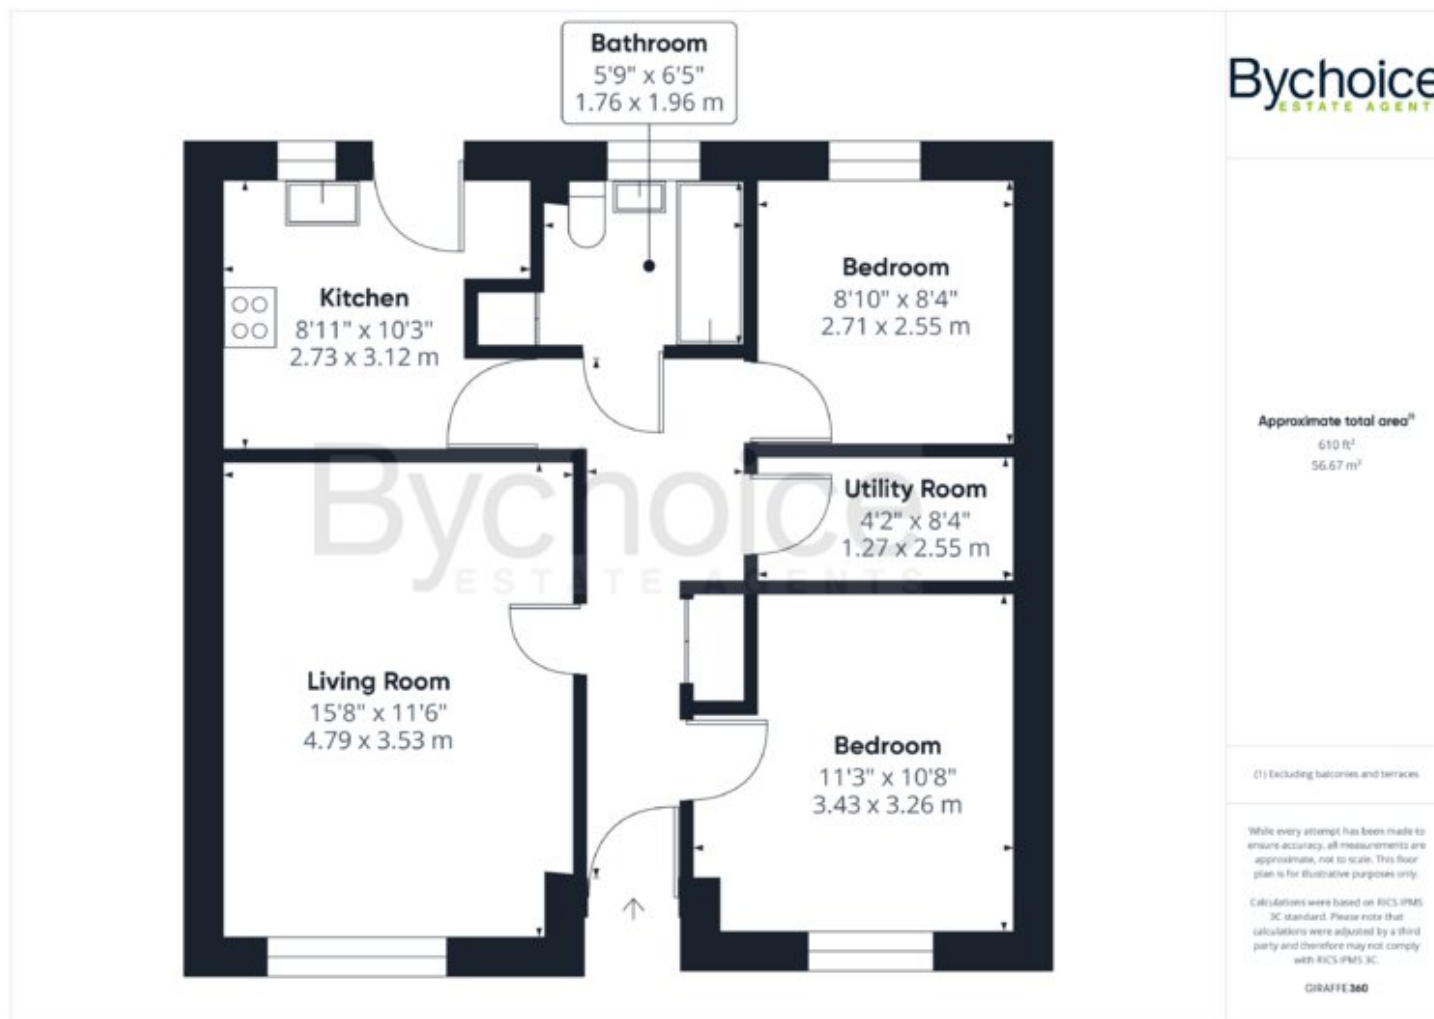 Bathroom
5'9" x 6'5"
1.76 x 1.96 m
Bychoice
ESTATE AGENT
Kitchen
8'11" x 10'3"
2.73 x 3.12 m
Bedroom
8'10" x 8'4"
2.71 x 2.55 m
Approximate total area⁽¹⁾
610 ft²
56.67 m²
Bychoice
ESTATE AGENTS
Utility Room
4'2" x 8'4"
1.27 x 2.55 m
Living Room
15'8" x 11'6"
4.79 x 3.53 m
Bedroom
11'3" x 10'8"
3.43 x 3.26 m
(1) Excluding balconies and terraces
While every attempt has been made to
ensure accuracy, all measurements are
approximate, not to scale. This floor
plan is for illustrative purposes only.
Calculations were based on RICS IPMS
3C standard. Please note that
calculations were adjusted by a third
party and therefore may not comply
with RICS IPMS 3C.
GIRAFFE360